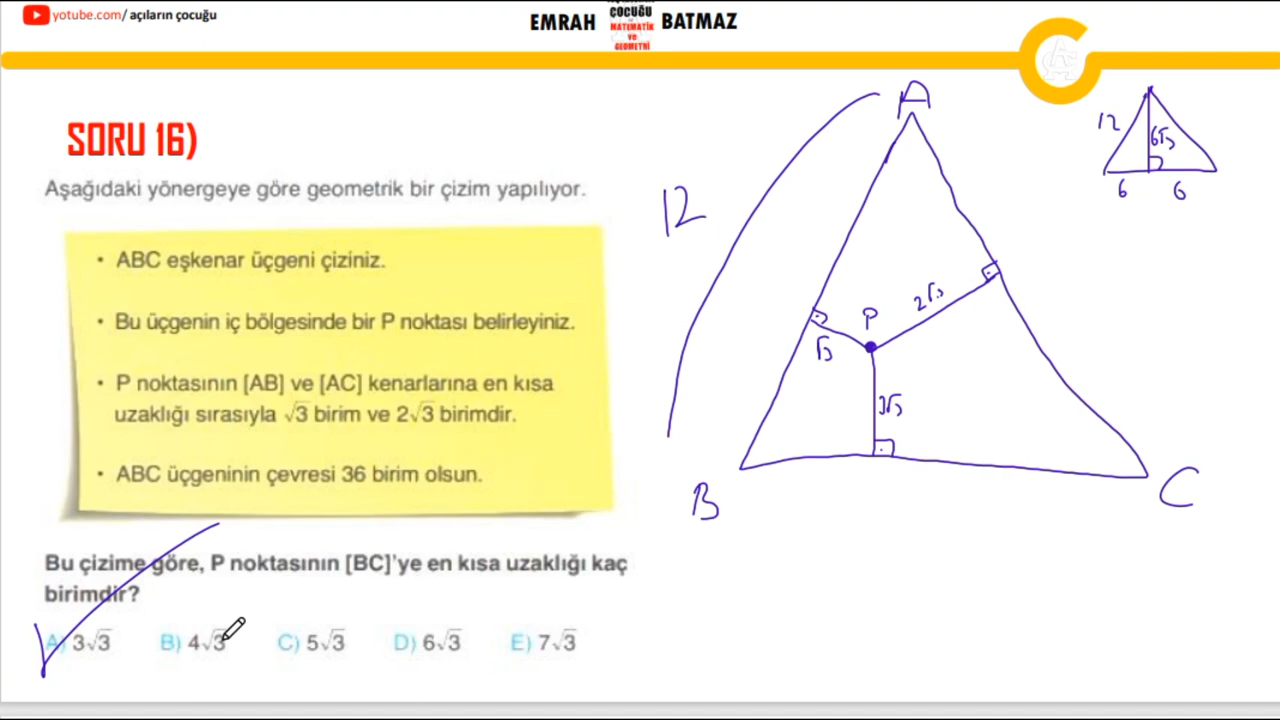 yotube.com/ açıların çocuğu
EMRAH
ÇOCUĞU
MATEMATİK
ve
GEOMETRİ
BATMAZ
SORU 16)
Aşağıdaki yönergeye göre geometrik bir çizim yapılıyor.
• ABC eşkenar üçgeni çiziniz.
• Bu üçgenin iç bölgesinde bir P noktası belirleyiniz.
• P noktasının [AB] ve [AC] kenarlarına en kısa
uzaklığı sırasıyla √3 birim ve 2√3 birimdir.
• ABC üçgeninin çevresi 36 birim olsun.
Bu çizime göre, P noktasının [BC]'ye en kısa uzaklığı kaç
birimdir?
A) 3√3 B) 4√3 C) 5√3 D) 6√3 E) 7√3
A
12
P
2√3
√3
3√3
B
C
12
6√3
6 6